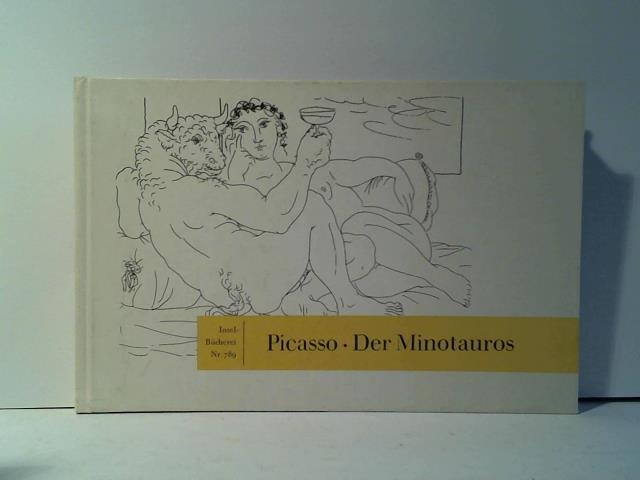 Insel-
Bücherei
Nr. 789
Picasso · Der Minotauros